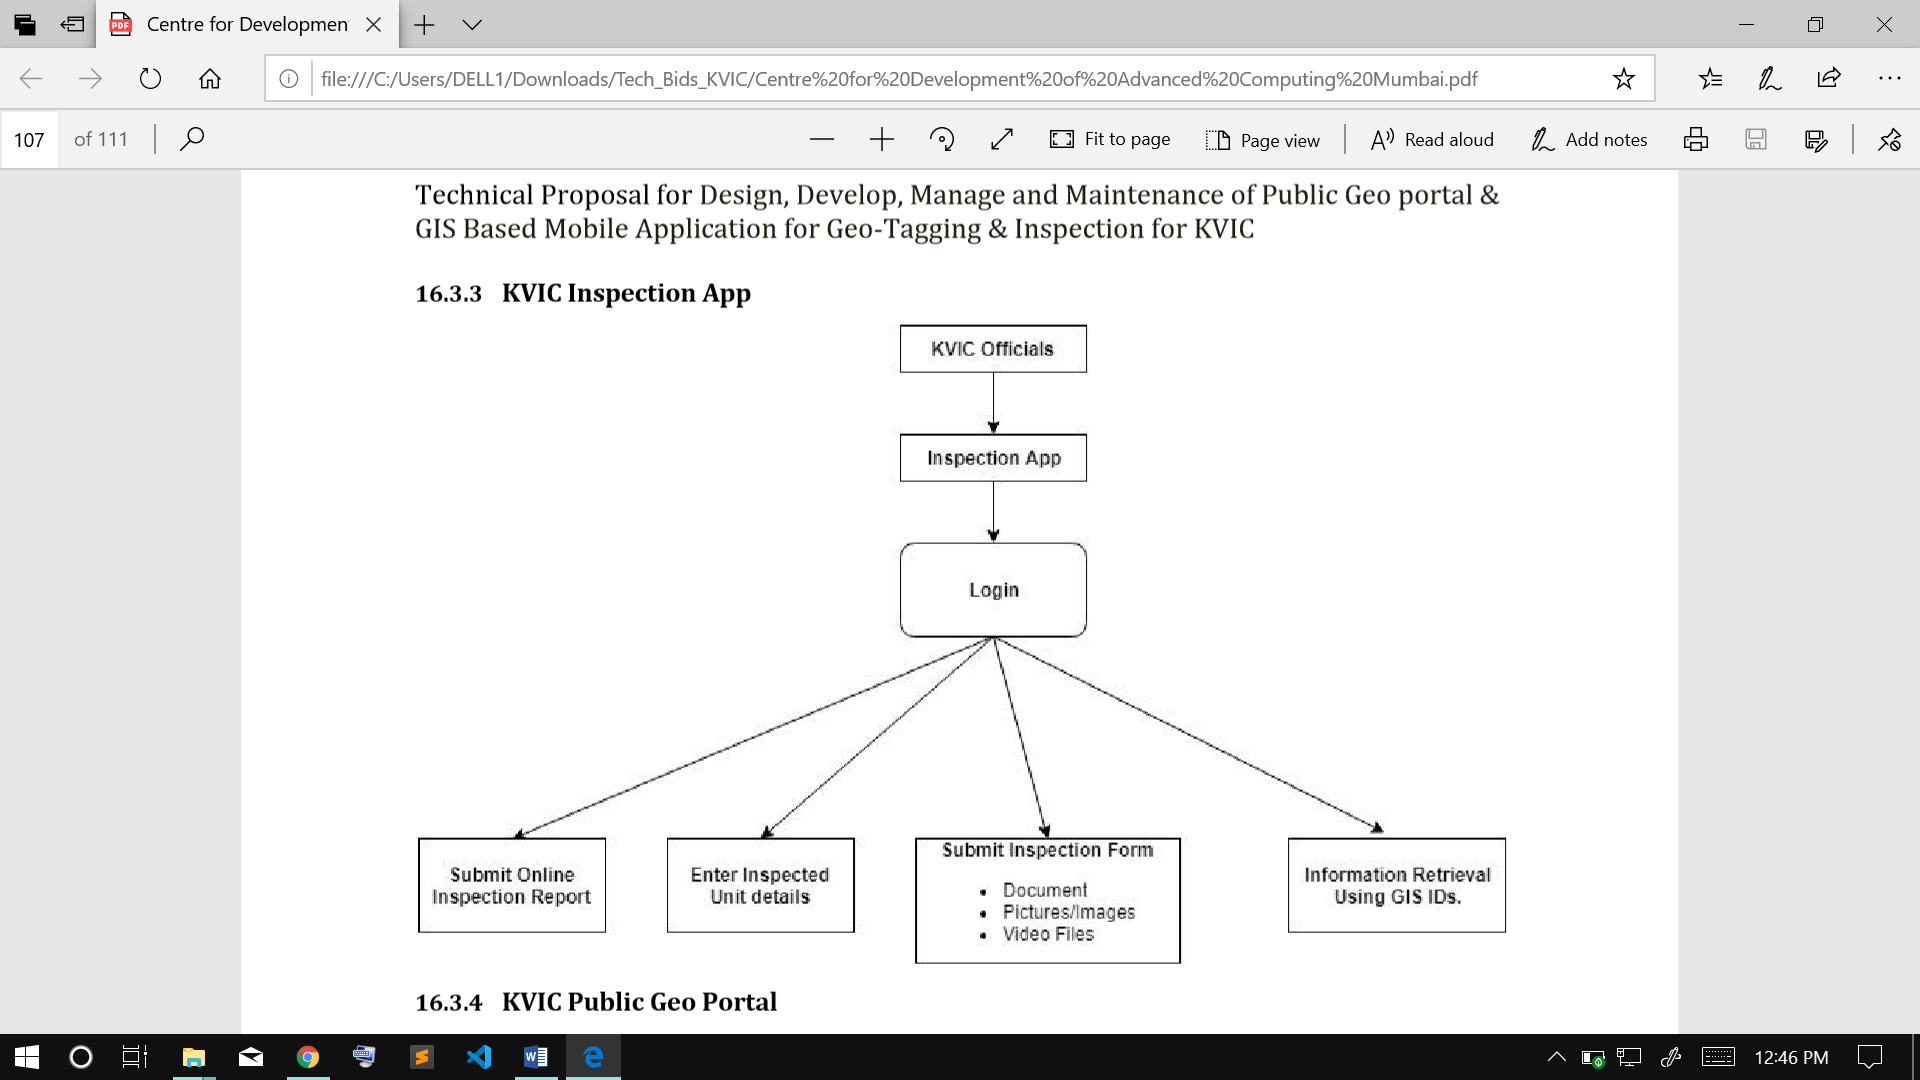 Centre for Developmen
file:///C:/Users/DELL1/Downloads/Tech_Bids_KVIC/Centre%20for%20Development%20of%20Advanced%20Computing%20Mumbai.pdf
107 of 111
Fit to page
Page view
Read aloud
Add notes
Technical Proposal for Design, Develop, Manage and Maintenance of Public Geo portal &
GIS Based Mobile Application for Geo-Tagging & Inspection for KVIC
16.3.3 KVIC Inspection App
KVIC Officials
Inspection App
Login
Submit Online
Inspection Report
Enter Inspected
Unit details
Submit Inspection Form
• Document
• Pictures/Images
• Video Files
Information Retrieval
Using GIS IDs.
16.3.4 KVIC Public Geo Portal
12:46 PM